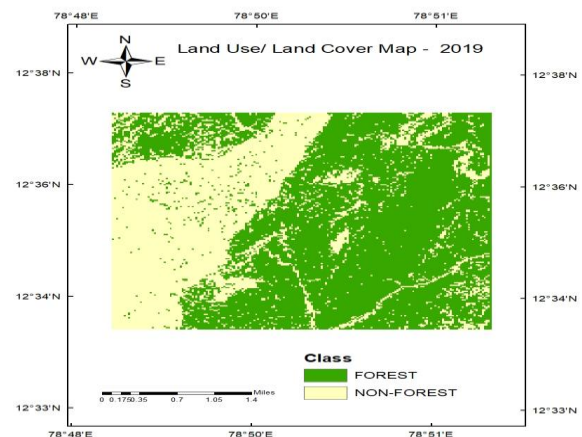 78°48'E 78°50'E 78°51'E
N
W E
S
Land Use/ Land Cover Map - 2019
12°38'N 12°38'N
12°36'N 12°36'N
12°34'N 12°34'N
Class
FOREST
NON-FOREST
Miles
0 0.1750.35 0.7 1.05 1.4
12°33'N 12°33'N
78°48'E 78°50'E 78°51'E